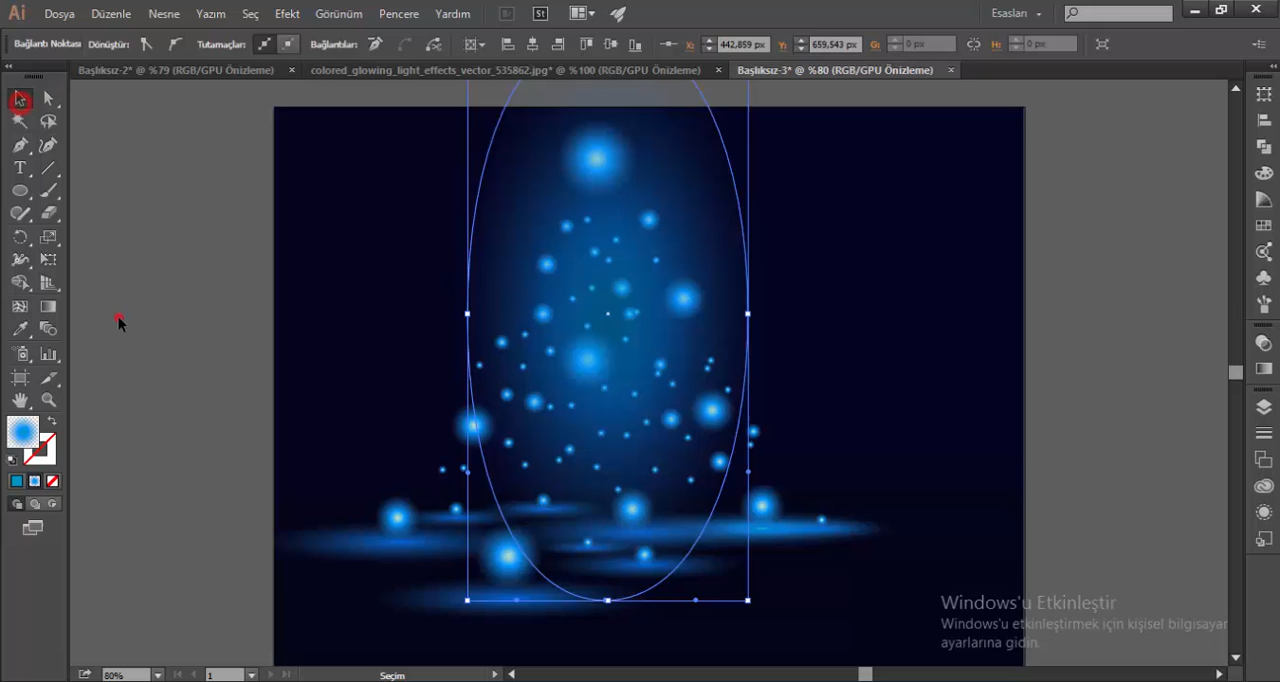 Ai Dosya Düzenle Nesne Yazım Seç Efekt Görünüm Pencere Yardım Br St Esasları
Bağlantı Noktası Dönüştür: Tutamaçlar: Bağlantılar: X: 442,859 px Y: 659,543 px G: 0 px H: 0 px
Başlıksız-2* @ %79 (RGB/GPU Önizleme) × colored_glowing_light_effects_vector_535862.jpg* @ %100 (RGB/GPU Önizleme) × Başlıksız-3* @ %80 (RGB/GPU Önizleme) ×
T
Windows'u Etkinleştir
Windows'u etkinleştirmek için kişisel bilgisayar
ayarlarına gidin.
80% 1 Seçim